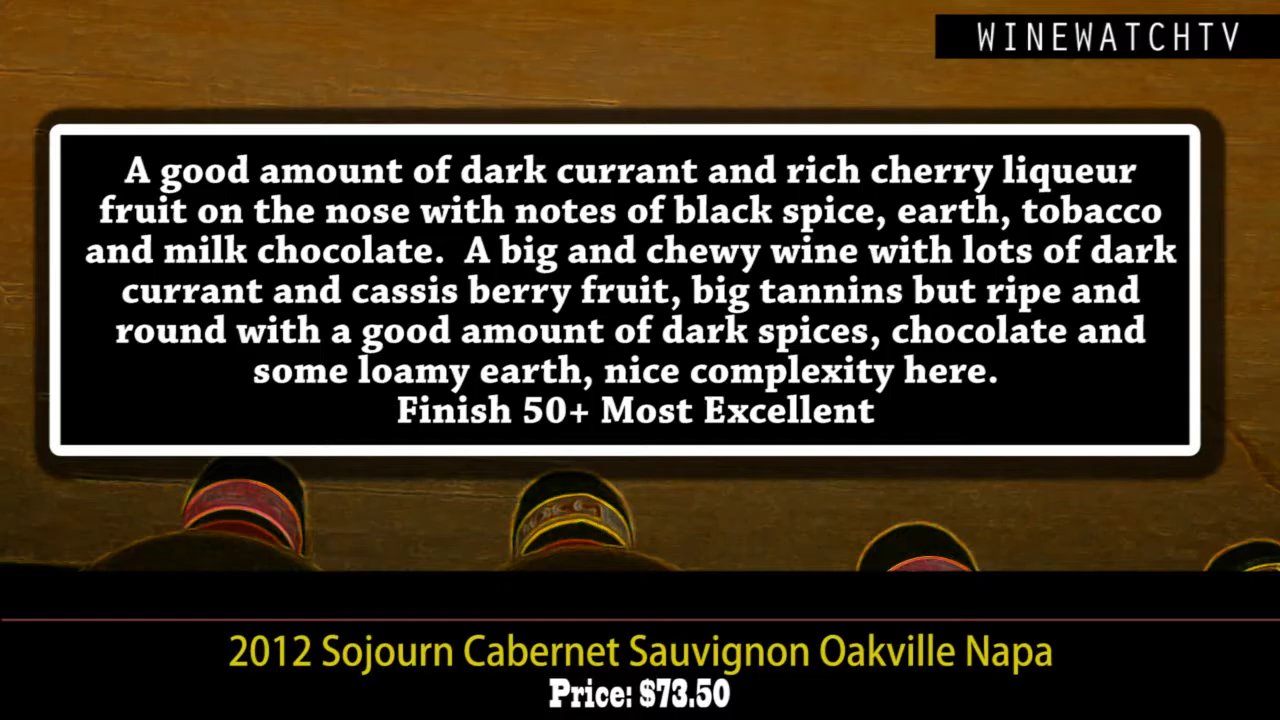 WINEWATCHTV
A good amount of dark currant and rich cherry liqueur
fruit on the nose with notes of black spice, earth, tobacco
and milk chocolate.  A big and chewy wine with lots of dark
currant and cassis berry fruit, big tannins but ripe and
round with a good amount of dark spices, chocolate and
some loamy earth, nice complexity here.
Finish 50+ Most Excellent
2012 Sojourn Cabernet Sauvignon Oakville Napa
Price: $73.50